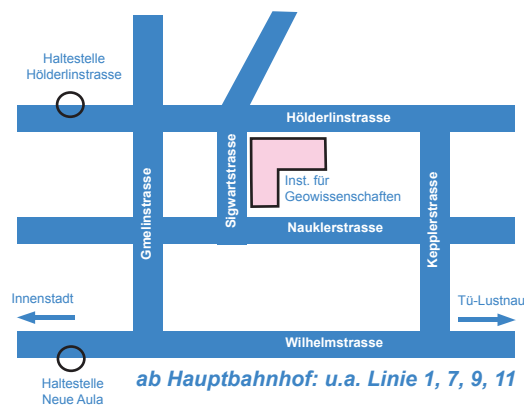 Haltestelle
Hölderlinstrasse
Hölderlinstrasse
Gmelinstrasse
Sigwartstrasse
Inst. für
Geowissenschaften
Kepplerstrasse
Nauklerstrasse
Innenstadt
Tü-Lustnau
Wilhelmstrasse
Haltestelle
Neue Aula
ab Hauptbahnhof: u.a. Linie 1, 7, 9, 11